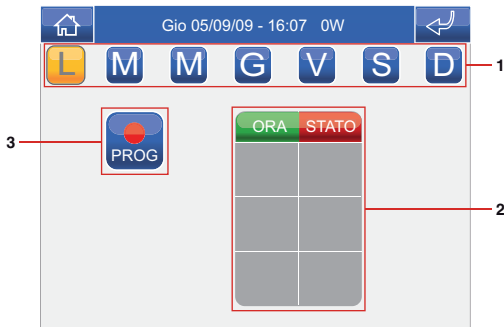 Gio 05/09/09 - 16:07 0W
L M M G V S D
1
3
PROG
ORA STATO
2